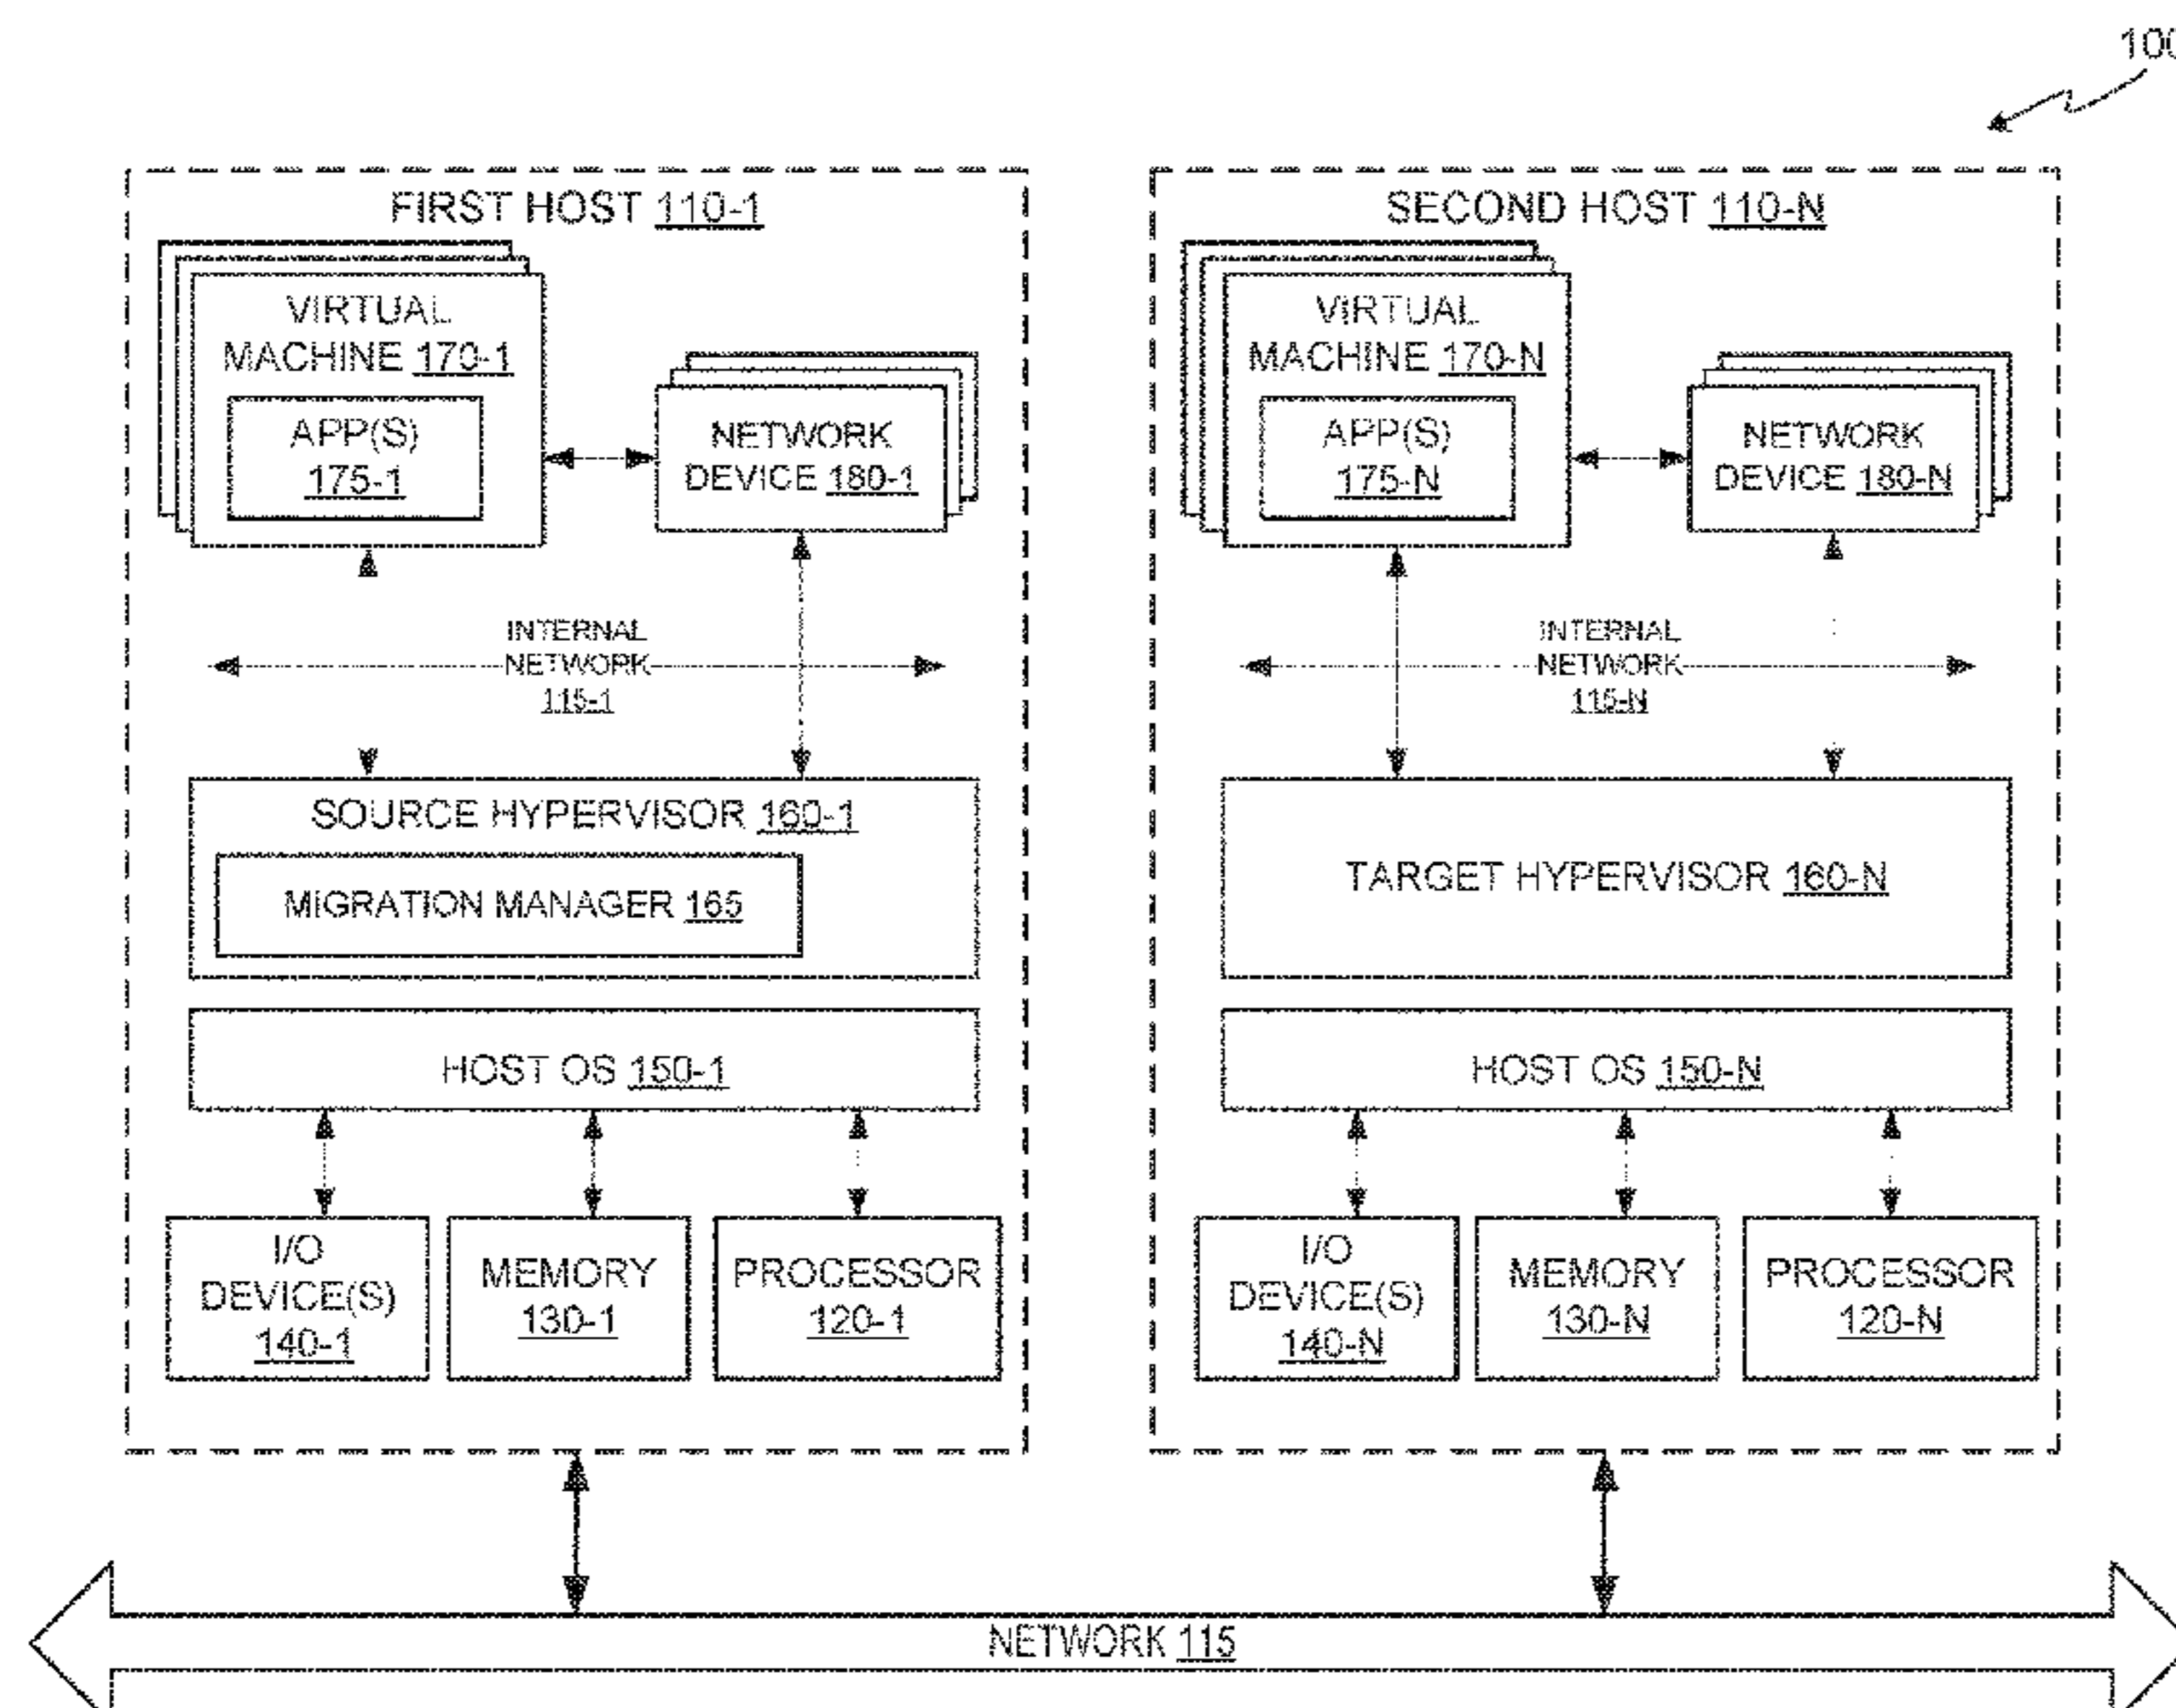 100
FIRST HOST 110-1
VIRTUAL
MACHINE 170-1
APP(S)
175-1
NETWORK
DEVICE 180-1
INTERNAL
NETWORK
115-1
SOURCE HYPERVISOR 160-1
MIGRATION MANAGER 165
HOST OS 150-1
I/O
DEVICE(S)
140-1
MEMORY
130-1
PROCESSOR
120-1
SECOND HOST 110-N
VIRTUAL
MACHINE 170-N
APP(S)
175-N
NETWORK
DEVICE 180-N
INTERNAL
NETWORK
115-N
TARGET HYPERVISOR 160-N
HOST OS 150-N
I/O
DEVICE(S)
140-N
MEMORY
130-N
PROCESSOR
120-N
NETWORK 115